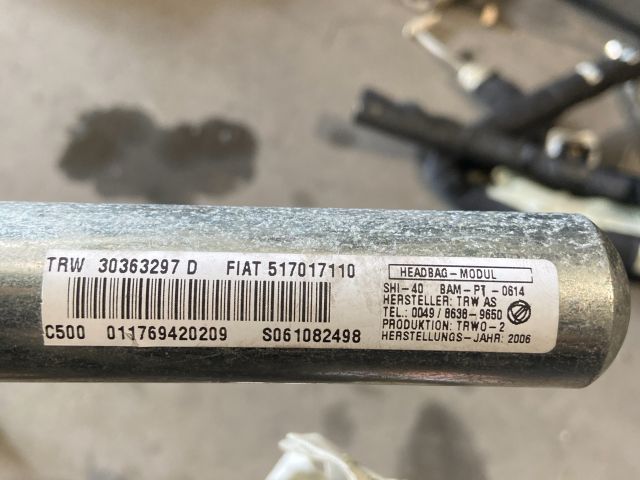 TRW 30363297 D FIAT 517017110
C500 011769420209 S061082498
HEADBAG-MODUL
SHI-40 BAM-PT-0614
HERSTELLER: TRW AS
TEL.: 0049/8638-9650
PRODUKTION: TRWO-2
HERSTELLUNGS-JAHR: 2006